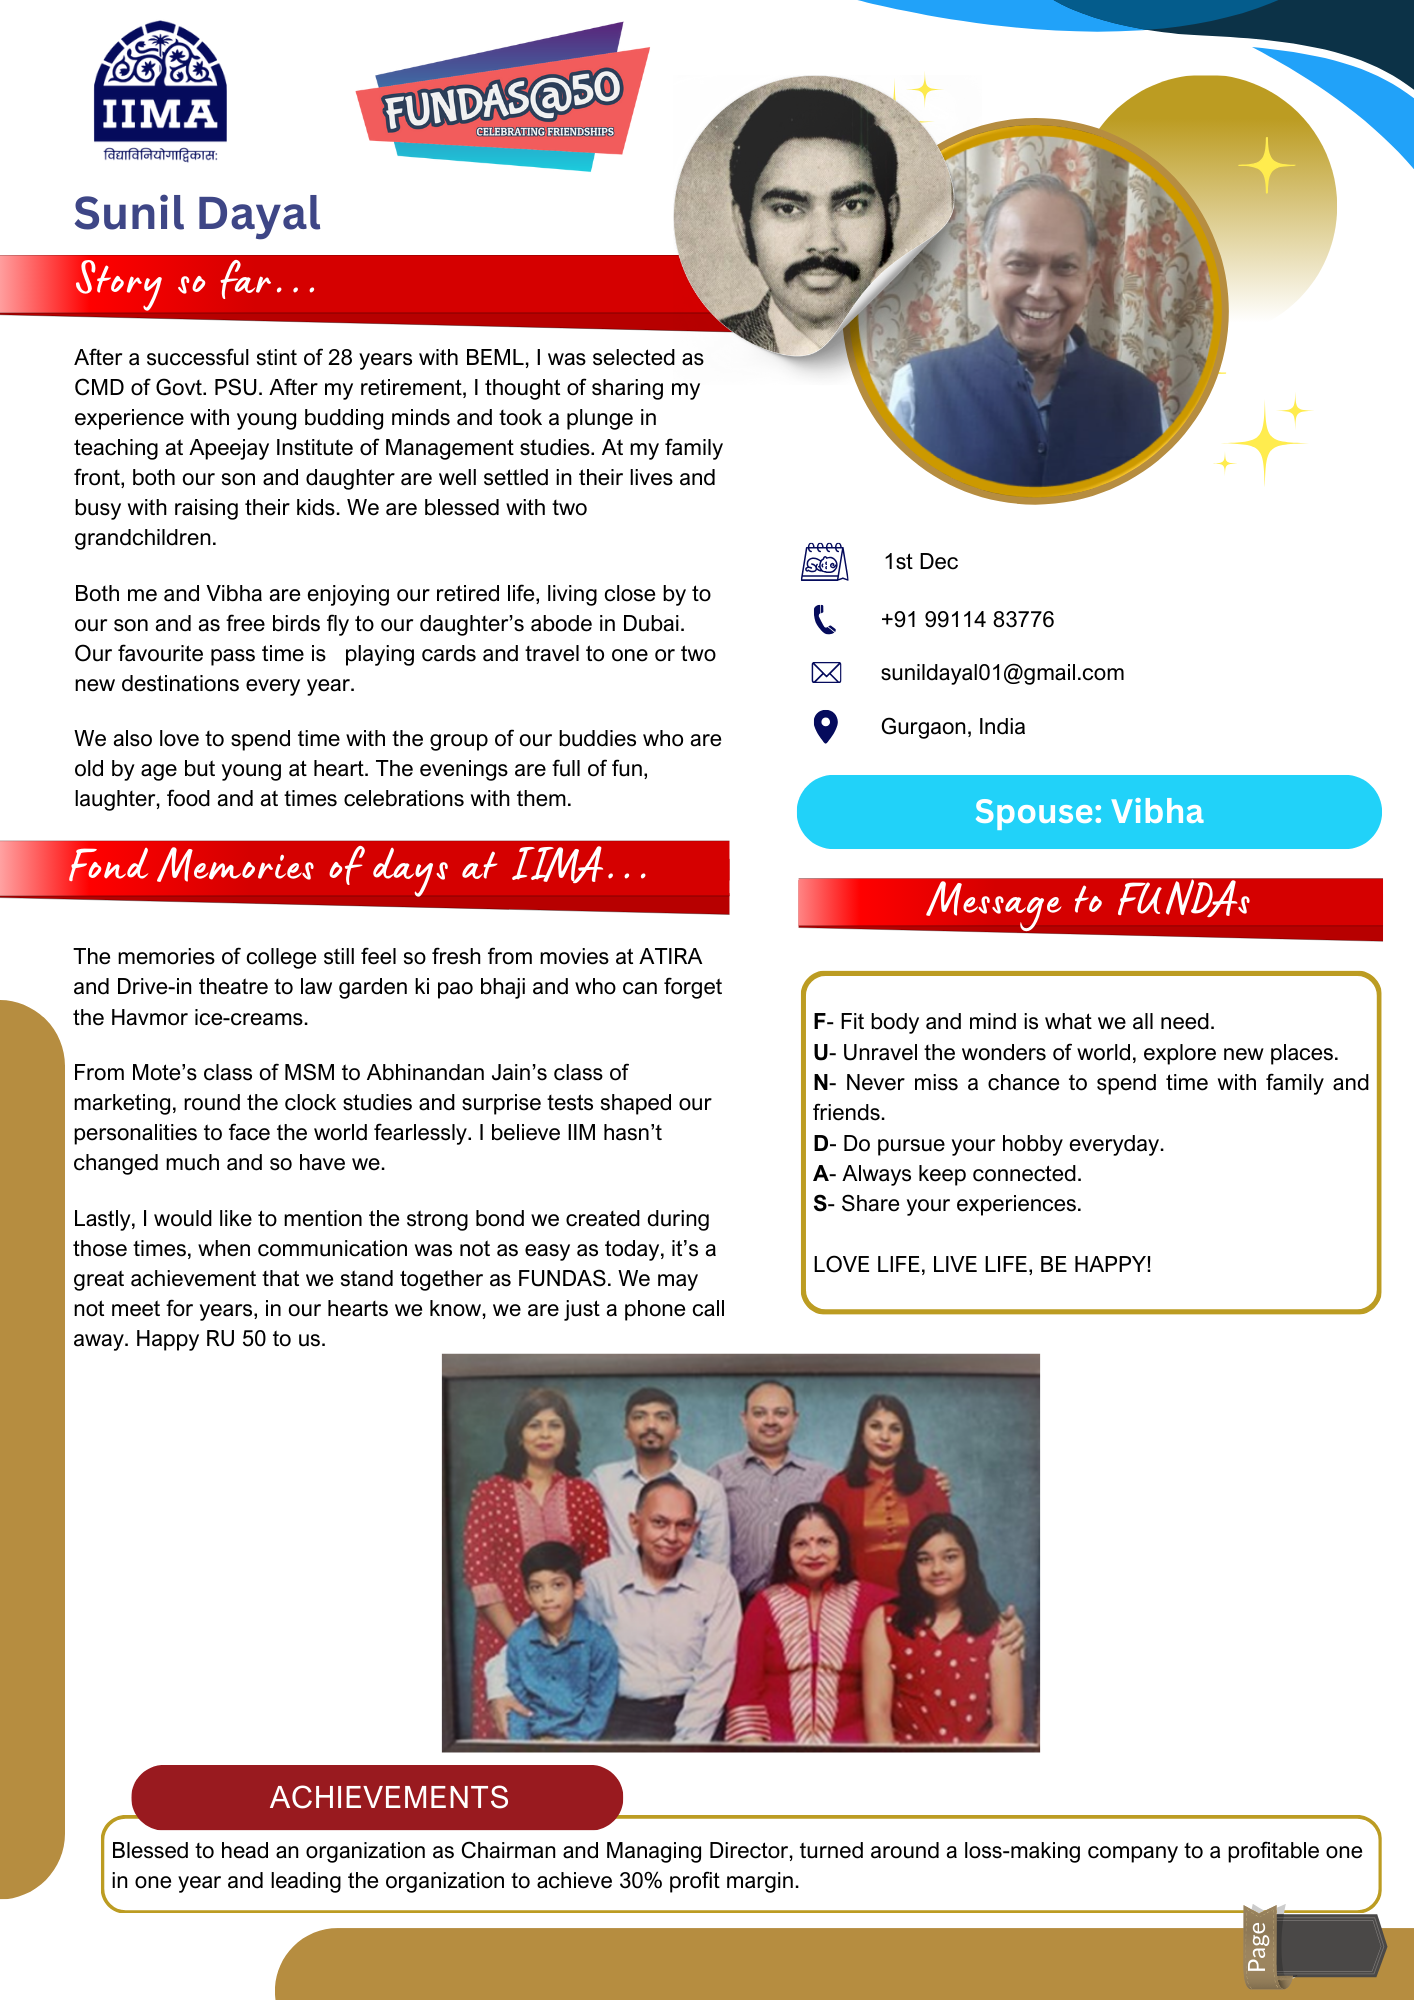 IIMA
विद्याविनियोगाद्विकास:
FUNDAS@50
CELEBRATING FRIENDSHIPS
Sunil Dayal
Story so far...
After a successful stint of 28 years with BEML, I was selected as
CMD of Govt. PSU. After my retirement, I thought of sharing my
experience with young budding minds and took a plunge in
teaching at Apeejay Institute of Management studies. At my family
front, both our son and daughter are well settled in their lives and
busy with raising their kids. We are blessed with two
grandchildren.
Both me and Vibha are enjoying our retired life, living close by to
our son and as free birds fly to our daughter’s abode in Dubai.
Our favourite pass time is playing cards and travel to one or two
new destinations every year.
We also love to spend time with the group of our buddies who are
old by age but young at heart. The evenings are full of fun,
laughter, food and at times celebrations with them.
Fond Memories of days at IIMA...
The memories of college still feel so fresh from movies at ATIRA
and Drive-in theatre to law garden ki pao bhaji and who can forget
the Havmor ice-creams.
From Mote’s class of MSM to Abhinandan Jain’s class of
marketing, round the clock studies and surprise tests shaped our
personalities to face the world fearlessly. I believe IIM hasn’t
changed much and so have we.
Lastly, I would like to mention the strong bond we created during
those times, when communication was not as easy as today, it’s a
great achievement that we stand together as FUNDAS. We may
not meet for years, in our hearts we know, we are just a phone call
away. Happy RU 50 to us.
1st Dec
+91 99114 83776
sunildayal01@gmail.com
Gurgaon, India
Spouse: Vibha
Message to FUNDAs
F- Fit body and mind is what we all need.
U- Unravel the wonders of world, explore new places.
N- Never miss a chance to spend time with family and
friends.
D- Do pursue your hobby everyday.
A- Always keep connected.
S- Share your experiences.
LOVE LIFE, LIVE LIFE, BE HAPPY!
ACHIEVEMENTS
Blessed to head an organization as Chairman and Managing Director, turned around a loss-making company to a profitable one
in one year and leading the organization to achieve 30% profit margin.
Page